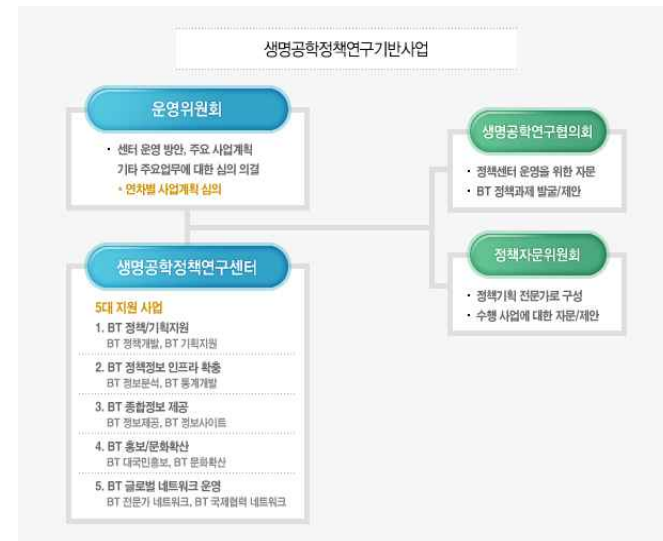 생명공학정책연구기반사업
운영위원회
• 센터 운영 방안, 주요 사업계획
기타 주요업무에 대한 심의 의결
* 연차별 사업계획 심의
생명공학연구협의회
• 정책센터 운영을 위한 자문
• BT 정책과제 발굴/제안
생명공학정책연구센터
5대 지원 사업
1. BT 정책/기획지원
BT 정책개발, BT 기획지원
2. BT 정책정보 인프라 확충
BT 정보분석, BT 통계개발
3. BT 종합정보 제공
BT 정보제공, BT 정보사이트
4. BT 홍보/문화확산
BT 대국민홍보, BT 문화확산
5. BT 글로벌 네트워크 운영
BT 전문가 네트워크, BT 국제협력 네트워크
정책자문위원회
• 정책기획 전문가로 구성
• 수행 사업에 대한 자문/제안